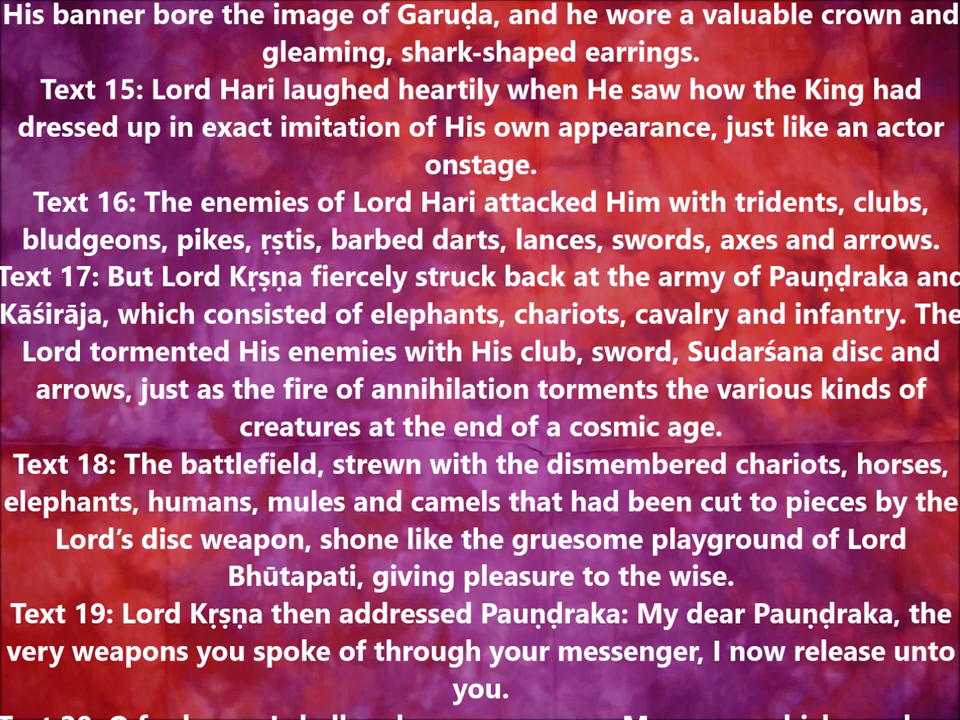 His banner bore the image of Garuḍa, and he wore a valuable crown and
gleaming, shark-shaped earrings.
Text 15: Lord Hari laughed heartily when He saw how the King had
dressed up in exact imitation of His own appearance, just like an actor
onstage.
Text 16: The enemies of Lord Hari attacked Him with tridents, clubs,
bludgeons, pikes, ṛṣtis, barbed darts, lances, swords, axes and arrows.
Text 17: But Lord Kṛṣṇa fiercely struck back at the army of Pauṇḍraka and
Kāśirāja, which consisted of elephants, chariots, cavalry and infantry. The
Lord tormented His enemies with His club, sword, Sudarśana disc and
arrows, just as the fire of annihilation torments the various kinds of
creatures at the end of a cosmic age.
Text 18: The battlefield, strewn with the dismembered chariots, horses,
elephants, humans, mules and camels that had been cut to pieces by the
Lord’s disc weapon, shone like the gruesome playground of Lord
Bhūtapati, giving pleasure to the wise.
Text 19: Lord Kṛṣṇa then addressed Pauṇḍraka: My dear Pauṇḍraka, the
very weapons you spoke of through your messenger, I now release unto
you.